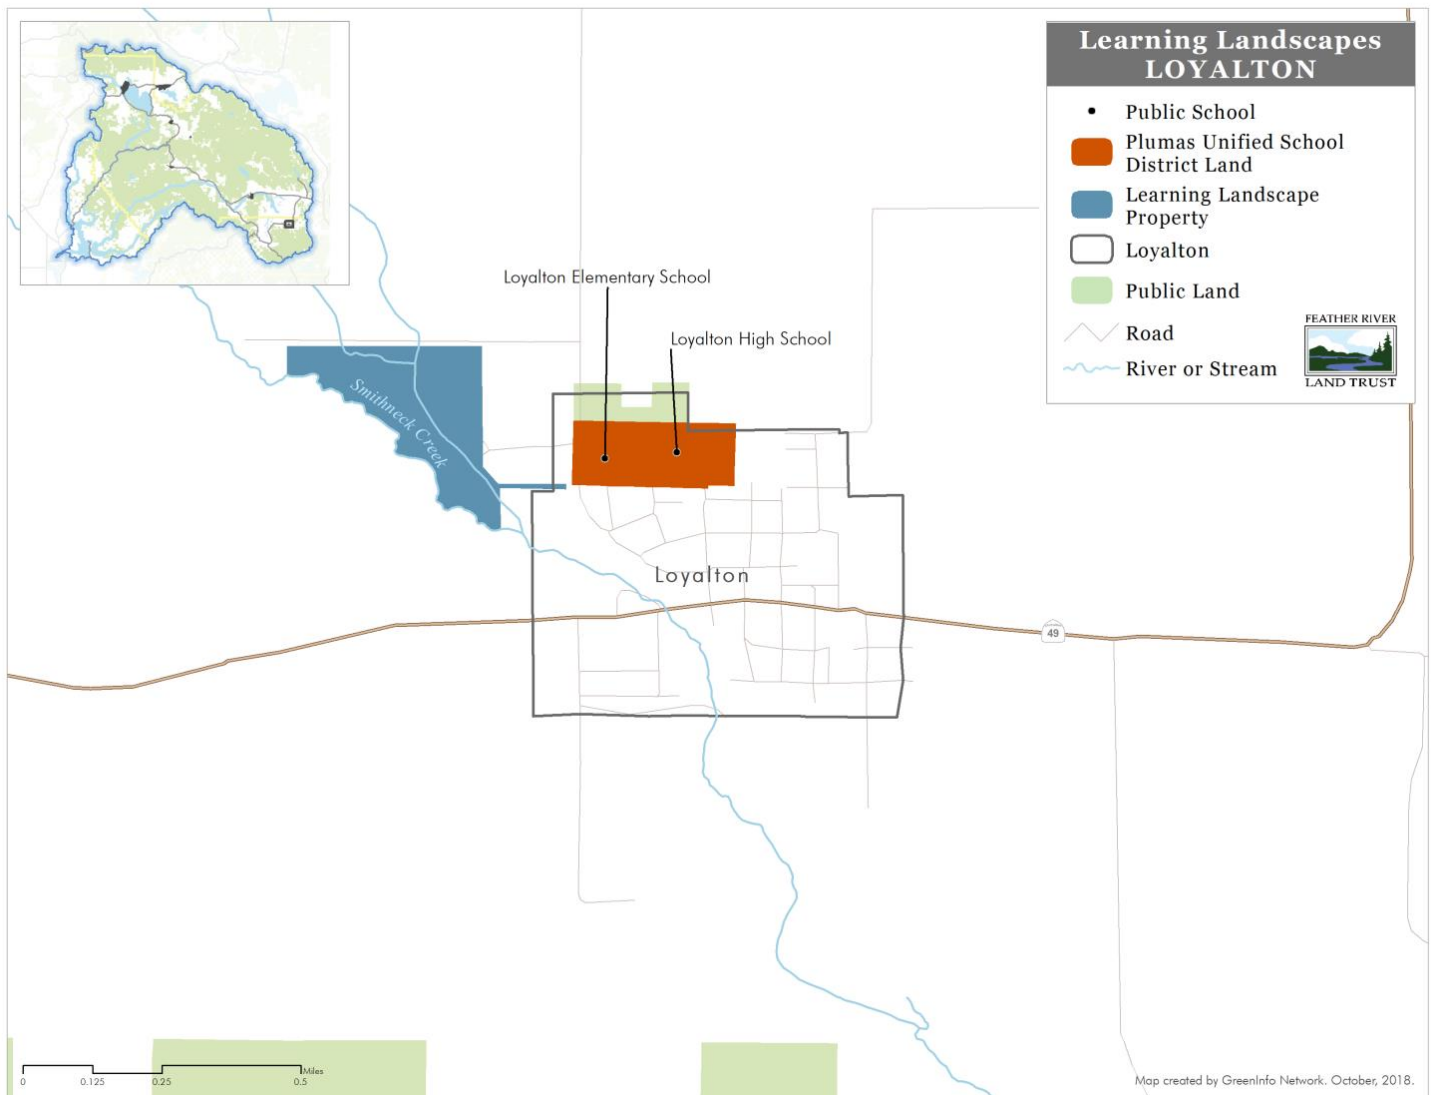 Learning Landscapes
LOYALTON
Public School
Plumas Unified School
District Land
Learning Landscape
Property
Loyalton
Public Land
Road
River or Stream
FEATHER RIVER
LAND TRUST
Loyalton Elementary School
Loyalton High School
Smithneck Creek
Loyalton
49
Miles
0 0.125 0.25 0.5
Map created by GreenInfo Network. October, 2018.